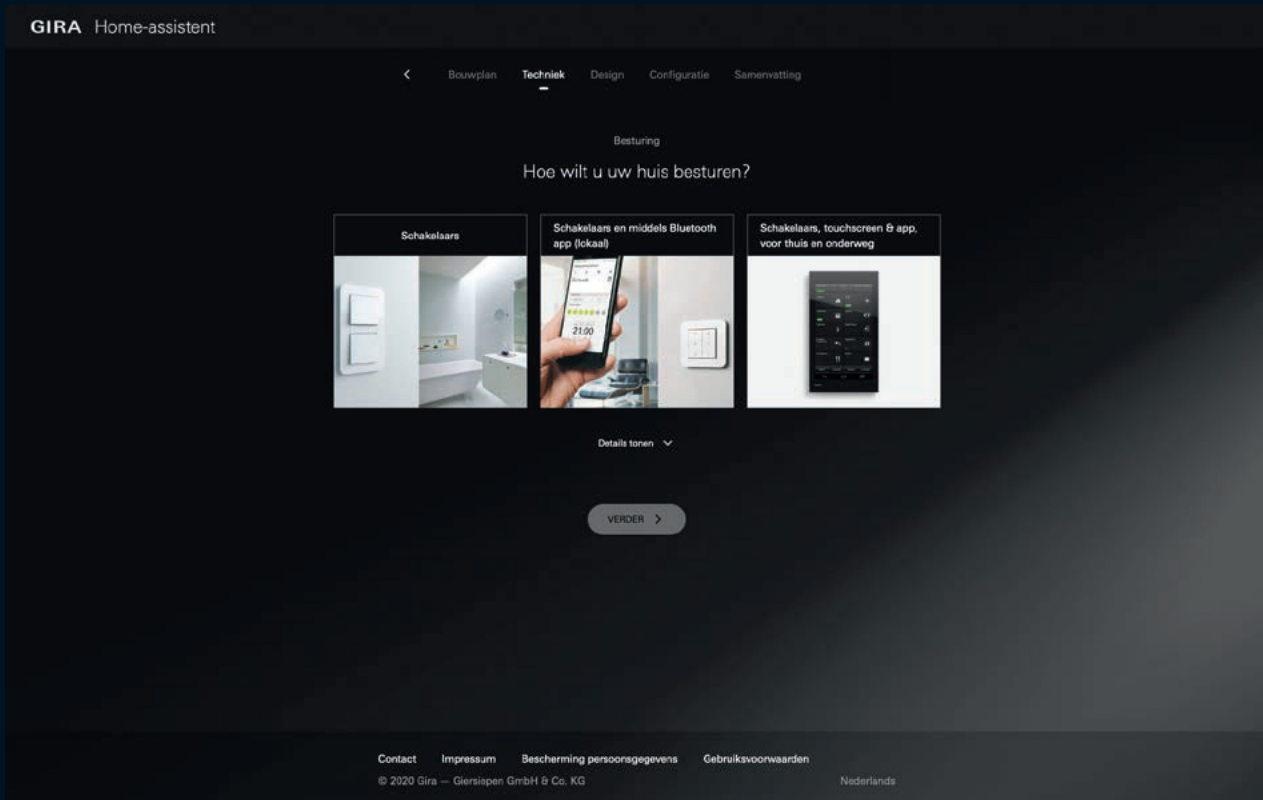 GIRA Home-assistent
Bouwplan Techniek Design Configuratie Samenvatting
Besturing
Hoe wilt u uw huis besturen?
Schakelaars
Schakelaars en middels Bluetooth
app (lokaal)
Schakelaars, touchscreen & app,
voor thuis en onderweg
21:00
Details tonen
VERDER
Contact Impressum Bescherming persoonsgegevens Gebruiksvoorwaarden
© 2020 Gira — Giersiepen GmbH & Co. KG
Nederlands